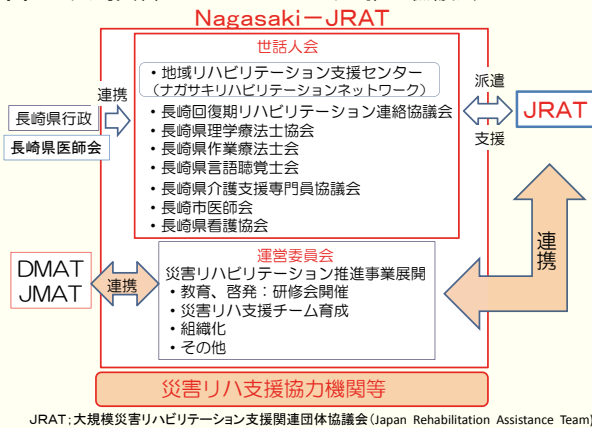 Nagasaki－JRAT
世話人会
・地域リハビリテーション支援センター
（ナガサキリハビリテーションネットワーク）
・長崎回復期リハビリテーション連絡協議会
・長崎県理学療法士協会
・長崎県作業療法士会
・長崎県言語聴覚士会
・長崎県介護支援専門員協議会
・長崎市医師会
・長崎県看護協会
連携
長崎県行政
長崎県医師会
派遣
支援
JRAT
連携
運営委員会
災害リハビリテーション推進事業展開
・教育、啓発：研修会開催
・災害リハ支援チーム育成
・組織化
・その他
DMAT
JMAT
連携
災害リハ支援協力機関等
JRAT；大規模災害リハビリテーション支援関連団体協議会(Japan Rehabilitation Assistance Team)